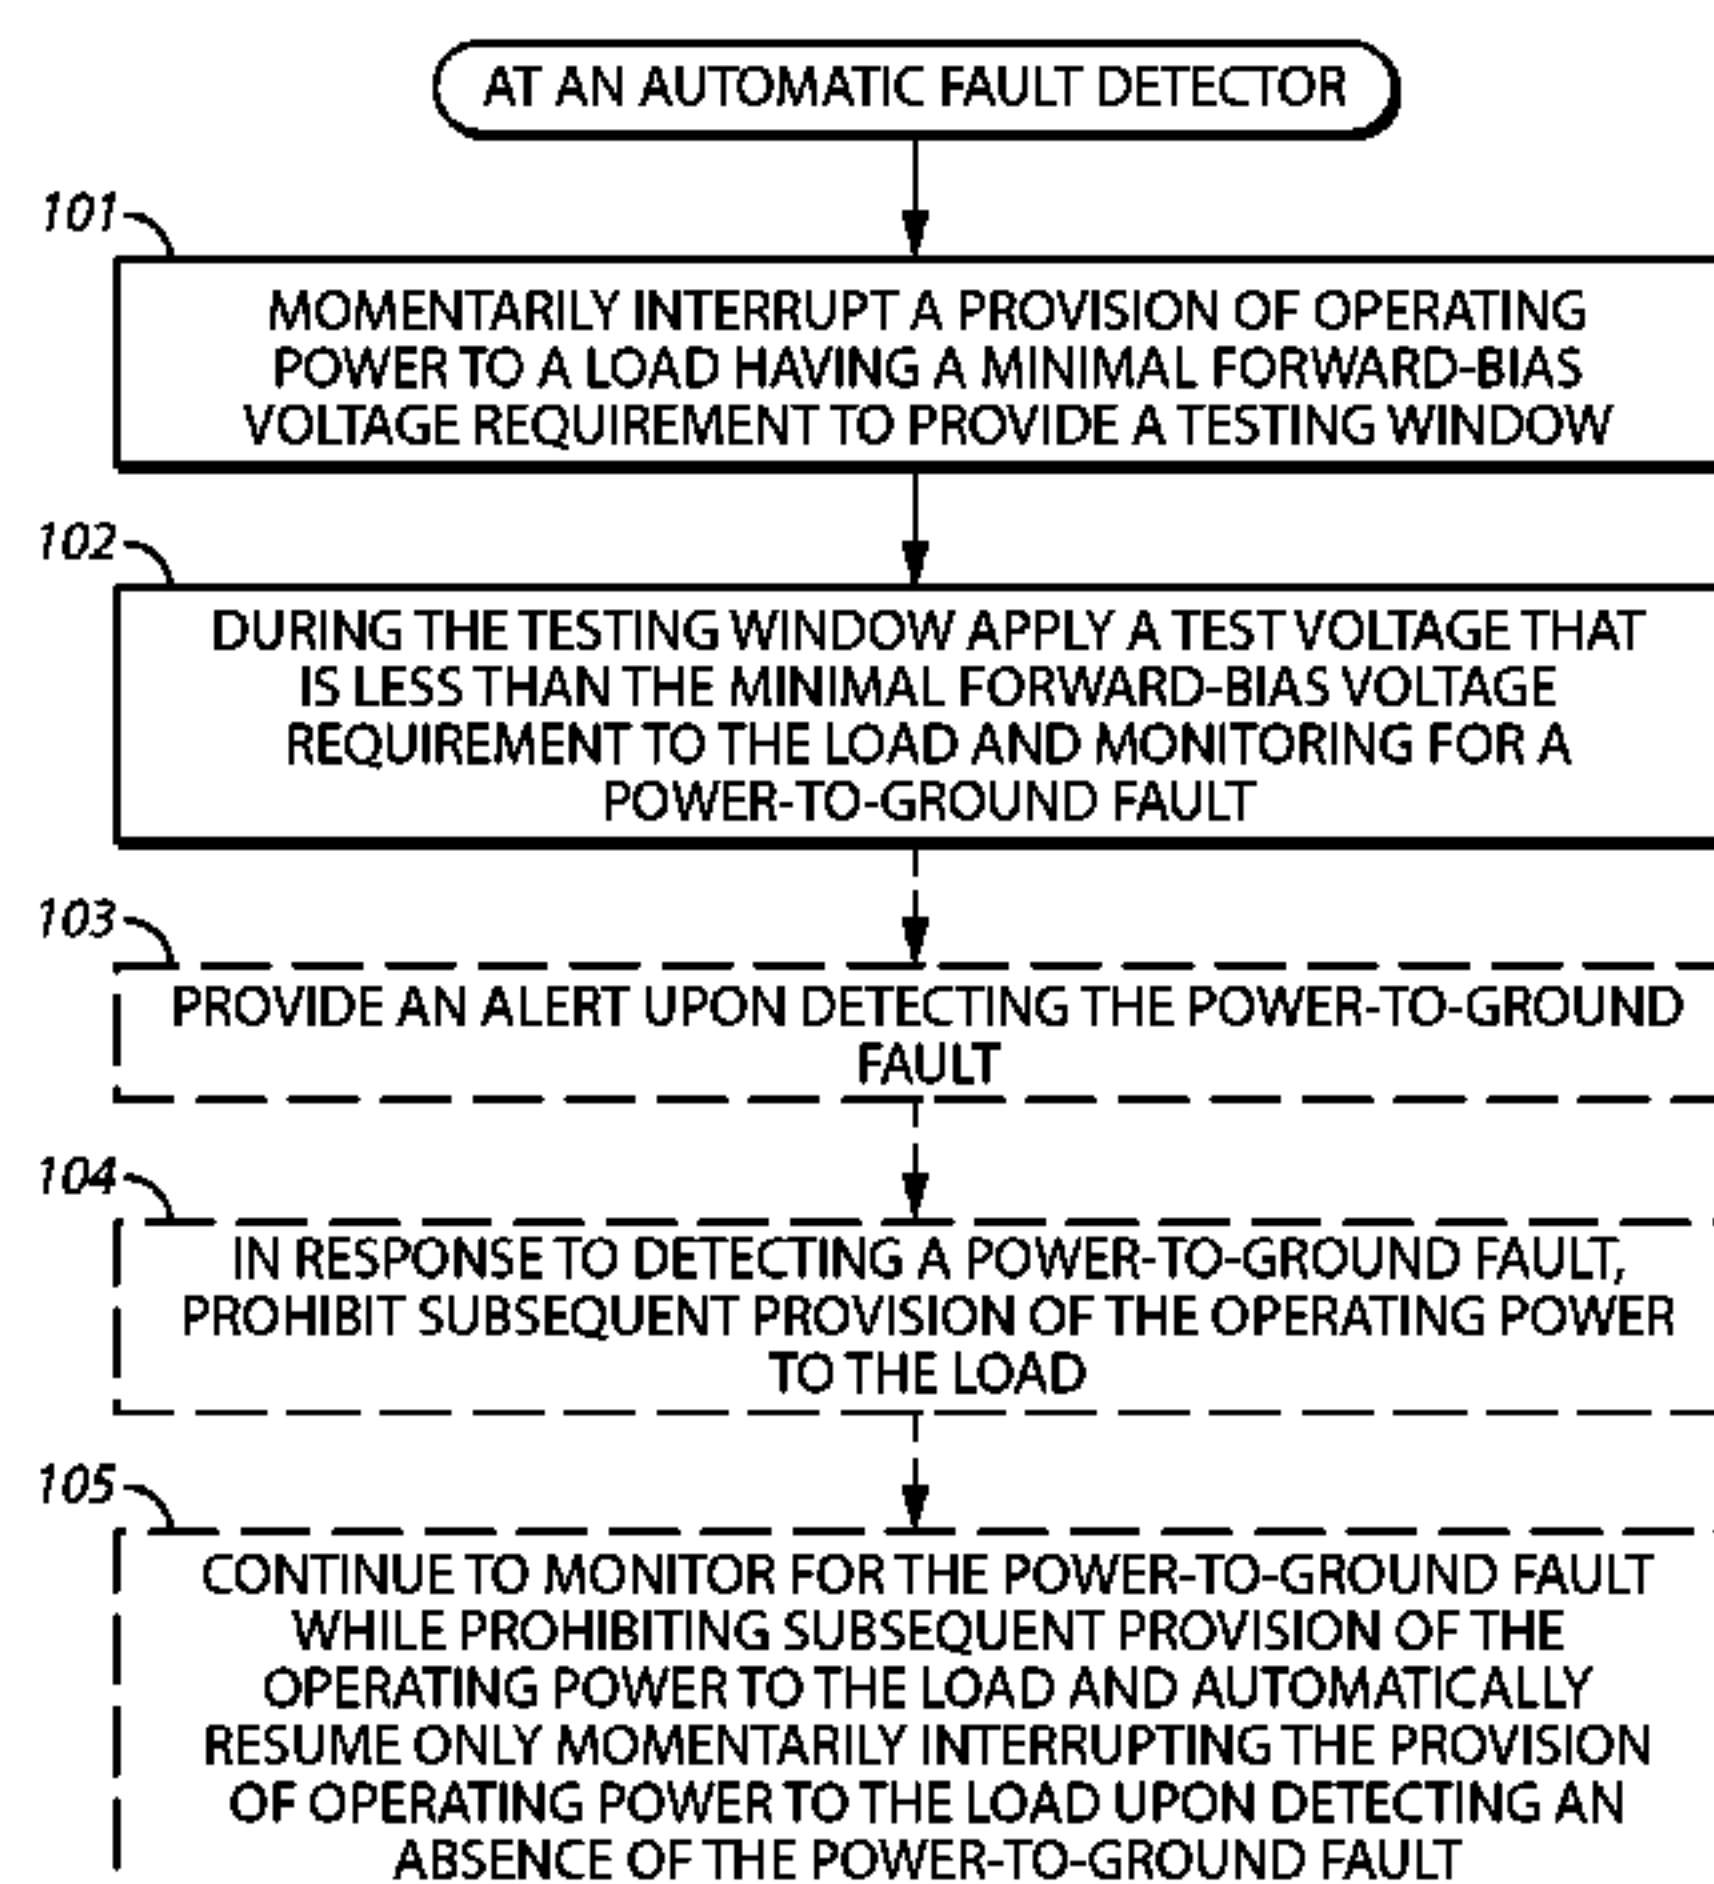 AT AN AUTOMATIC FAULT DETECTOR
101
MOMENTARILY INTERRUPT A PROVISION OF OPERATING
POWER TO A LOAD HAVING A MINIMAL FORWARD-BIAS
VOLTAGE REQUIREMENT TO PROVIDE A TESTING WINDOW
102
DURING THE TESTING WINDOW APPLY A TEST VOLTAGE THAT
IS LESS THAN THE MINIMAL FORWARD-BIAS VOLTAGE
REQUIREMENT TO THE LOAD AND MONITORING FOR A
POWER-TO-GROUND FAULT
103
PROVIDE AN ALERT UPON DETECTING THE POWER-TO-GROUND
FAULT
104
IN RESPONSE TO DETECTING A POWER-TO-GROUND FAULT,
PROHIBIT SUBSEQUENT PROVISION OF THE OPERATING POWER
TO THE LOAD
105
CONTINUE TO MONITOR FOR THE POWER-TO-GROUND FAULT
WHILE PROHIBITING SUBSEQUENT PROVISION OF THE
OPERATING POWER TO THE LOAD AND AUTOMATICALLY
RESUME ONLY MOMENTARILY INTERRUPTING THE PROVISION
OF OPERATING POWER TO THE LOAD UPON DETECTING AN
ABSENCE OF THE POWER-TO-GROUND FAULT